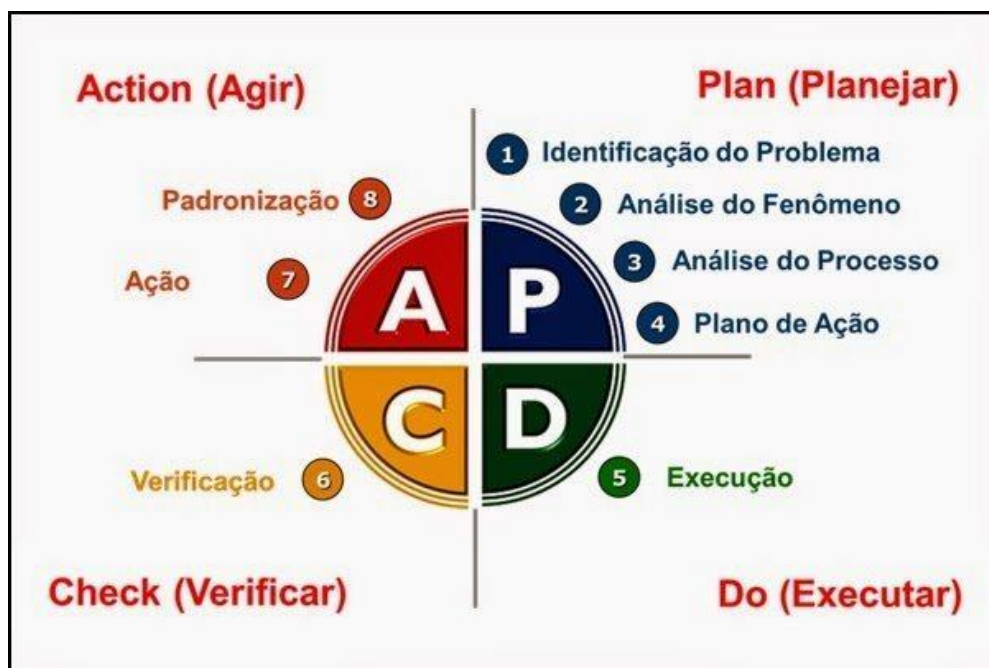 Action (Agir)
Plan (Planejar)
1 Identificação do Problema
2 Análise do Fenômeno
3 Análise do Processo
4 Plano de Ação
Padronização 8
Ação 7
A P
C D
Verificação 6
5 Execução
Check (Verificar)
Do (Executar)